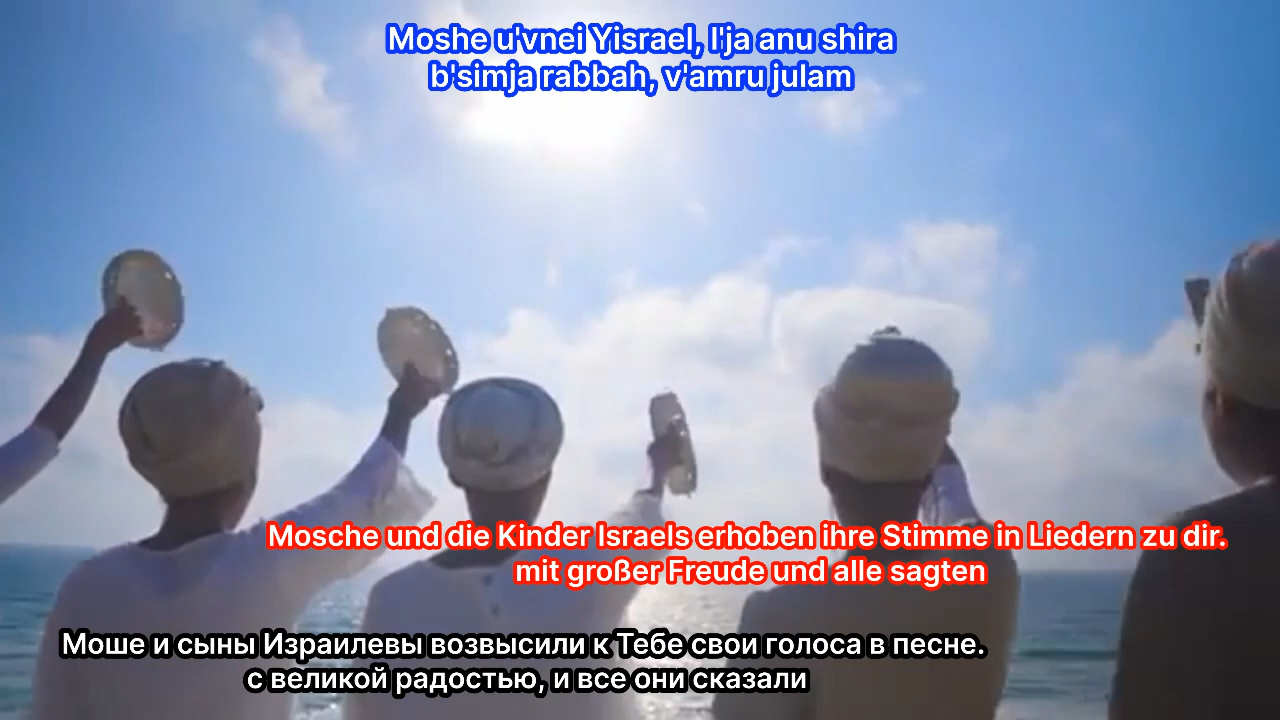 Moshe u'vnei Yisrael, l'ja anu shira
b'simja rabbah, v'amru julam
Mosche und die Kinder Israels erhoben ihre Stimme in Liedern zu dir.
mit großer Freude und alle sagten
Моше и сыны Израилевы возвысили к Тебе свои голоса в песне.
с великой радостью, и все они сказали